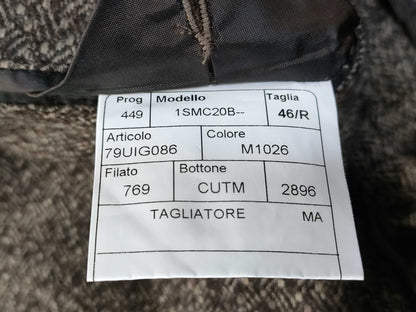 Prog Modello Taglia
449 1SMC20B-- 46/R
Articolo Colore
79UIG086 M1026
Filato Bottone
769 CUTM 2896
TAGLIATORE MA